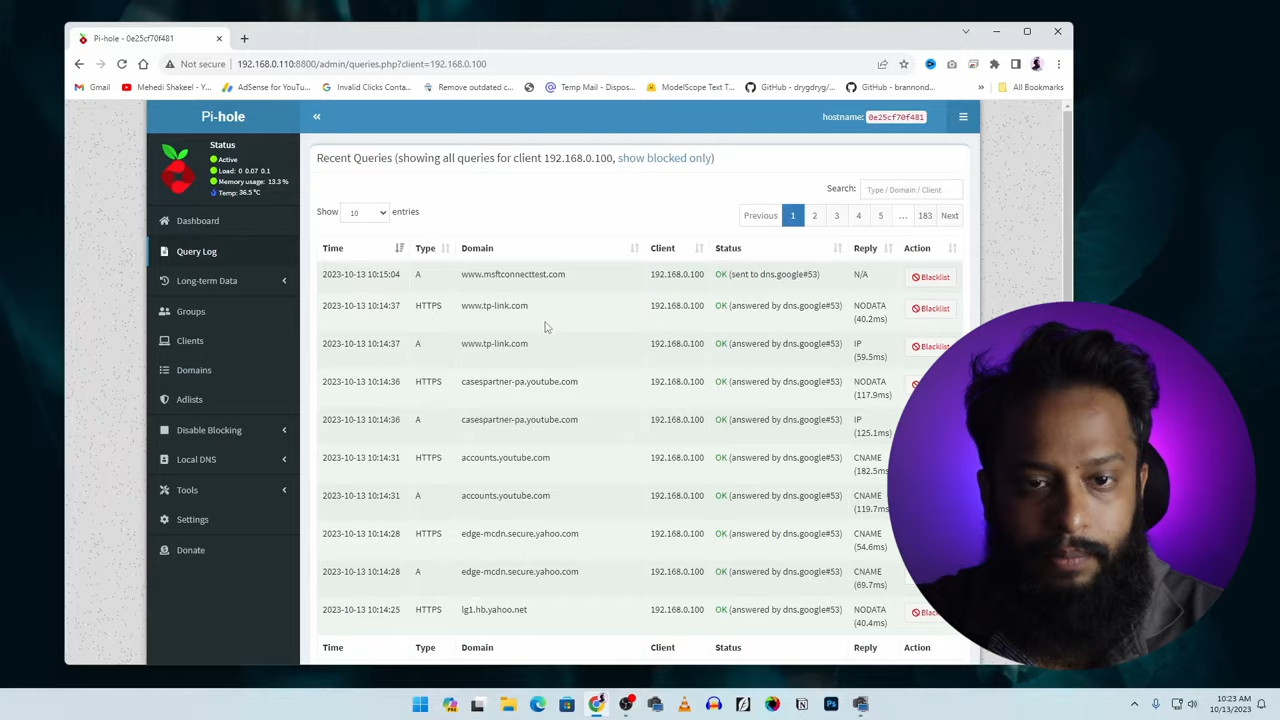 Pi-hole - 0e25cf70f481
Not secure 192.168.0.110:8800/admin/queries.php?client=192.168.0.100
Gmail Mehedi Shakeel - Y... AdSense for YouTu... Invalid Clicks Conta... Remove outdated c... Temp Mail - Dispos... ModelScope Text T... GitHub - drygdryg/... GitHub - brannond... » All Bookmarks
Pi-hole « hostname: 0e25cf70f481
Status
Active
Load: 0 0.07 0.1
Memory usage: 13.3 %
Temp: 36.5 °C
Dashboard
Query Log
Long-term Data
Groups
Clients
Domains
Adlists
Disable Blocking
Local DNS
Tools
Settings
Donate
Recent Queries (showing all queries for client 192.168.0.100, show blocked only)
Search: Type / Domain / Client
Show 10 entries
Previous 1 2 3 4 5 … 183 Next
Time Type Domain Client Status Reply Action
2023-10-13 10:15:04 A www.msftconnecttest.com 192.168.0.100 OK (sent to dns.google#53) N/A Blacklist
2023-10-13 10:14:37 HTTPS www.tp-link.com 192.168.0.100 OK (answered by dns.google#53) NODATA Blacklist
(40.2ms)
2023-10-13 10:14:37 A www.tp-link.com 192.168.0.100 OK (answered by dns.google#53) IP Blacklist
(59.5ms)
2023-10-13 10:14:36 HTTPS casespartner-pa.youtube.com 192.168.0.100 OK (answered by dns.google#53) NODATA
(117.9ms)
2023-10-13 10:14:36 A casespartner-pa.youtube.com 192.168.0.100 OK (answered by dns.google#53) IP
(125.1ms)
2023-10-13 10:14:31 HTTPS accounts.youtube.com 192.168.0.100 OK (answered by dns.google#53) CNAME
(182.5ms
2023-10-13 10:14:31 A accounts.youtube.com 192.168.0.100 OK (answered by dns.google#53) CNAME
(119.7ms
2023-10-13 10:14:28 HTTPS edge-mcdn.secure.yahoo.com 192.168.0.100 OK (answered by dns.google#53) CNAME
(54.6ms)
2023-10-13 10:14:28 A edge-mcdn.secure.yahoo.com 192.168.0.100 OK (answered by dns.google#53) CNAME
(69.7ms)
2023-10-13 10:14:25 HTTPS lg1.hb.yahoo.net 192.168.0.100 OK (answered by dns.google#53) NODATA Blac
(40.4ms)
Time Type Domain Client Status Reply Action
10:23 AM
10/13/2023